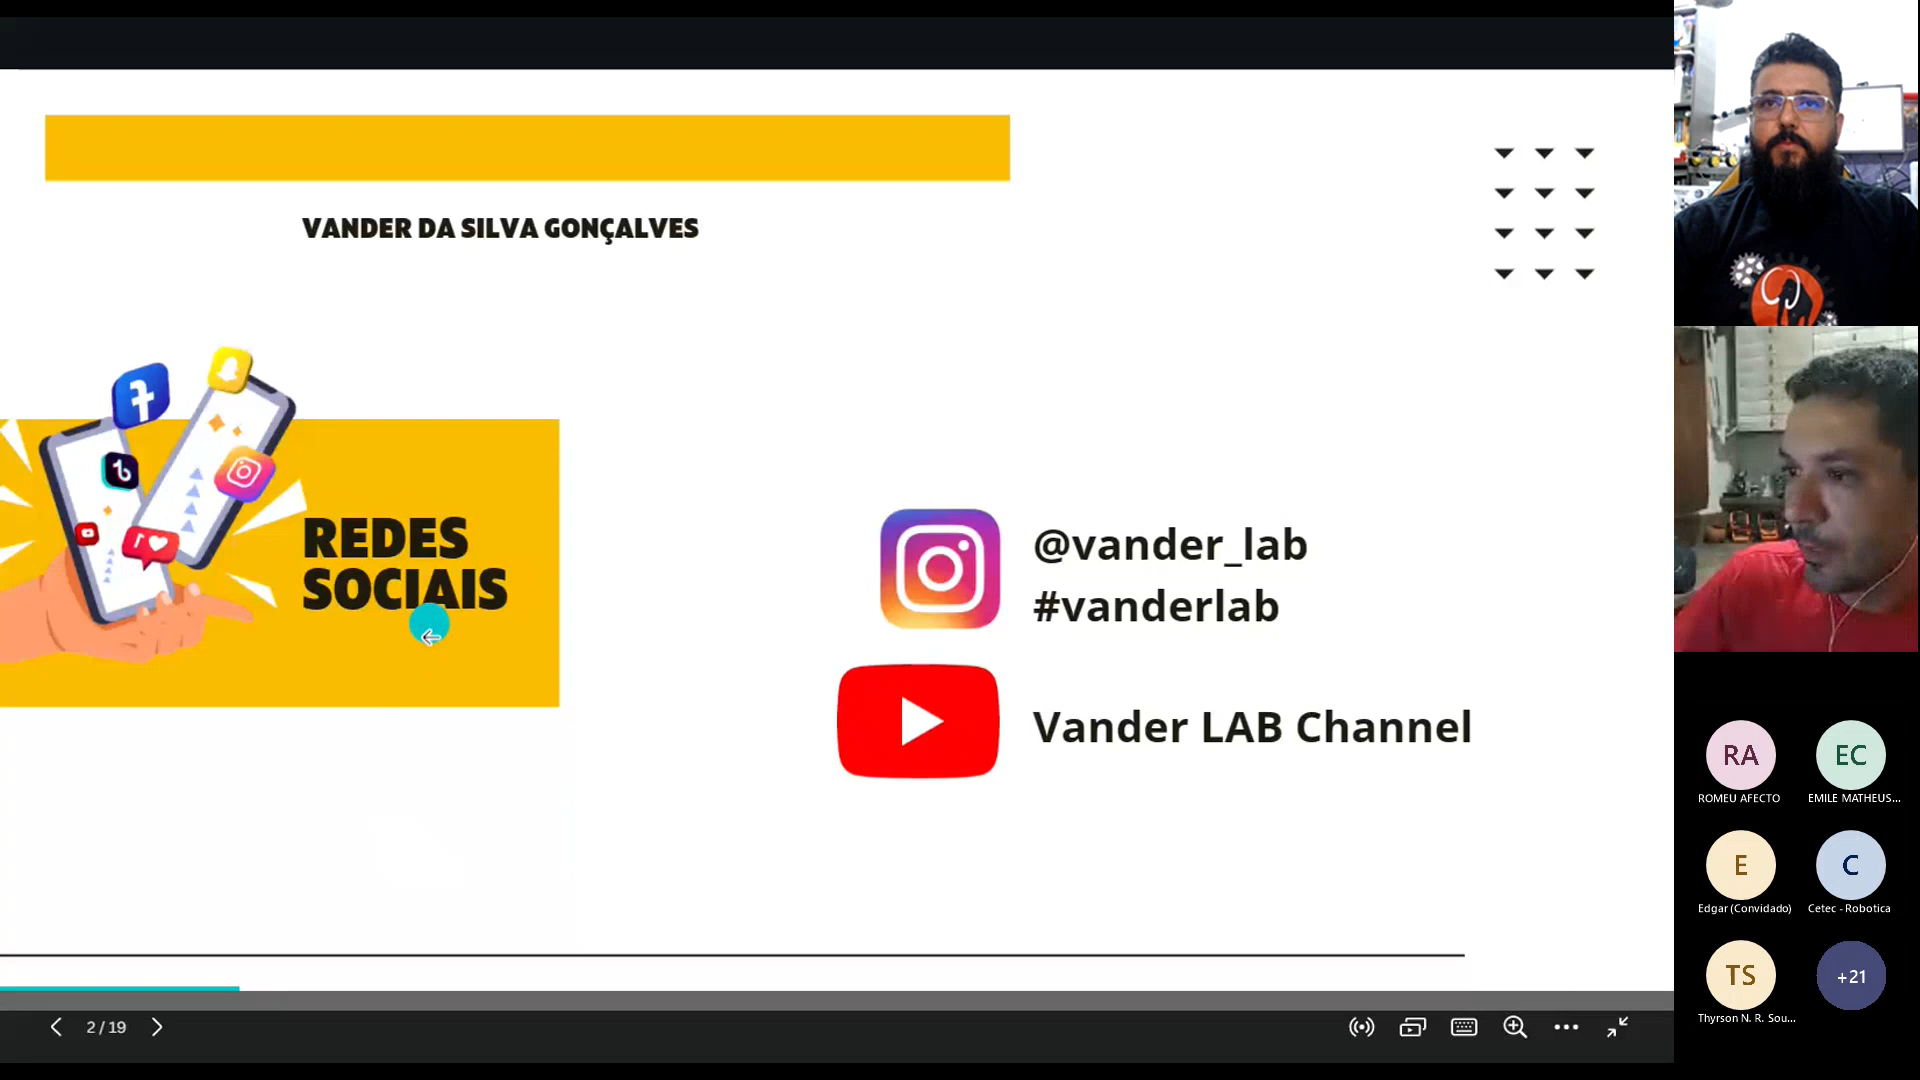 VANDER DA SILVA GONÇALVES
REDES
SOCIAIS
@vander_lab
#vanderlab
Vander LAB Channel
2 / 19
RA
ROMEU AFECTO
EC
EMILE MATHEUS...
E
Edgar (Convidado)
C
Cetec - Robotica
TS
Thyrson N. R. Sou...
+21